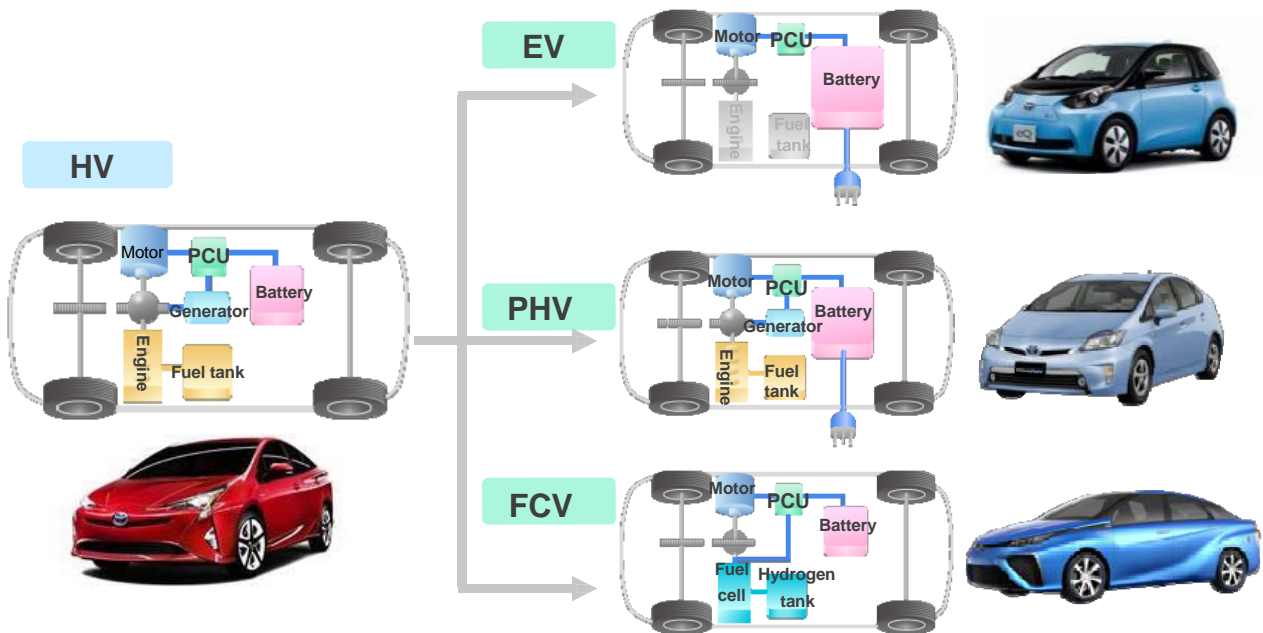 HV
Motor
PCU
Battery
Generator
Engine
Fuel tank
EV
Motor
PCU
Battery
Engine
Fuel
tank
eQ
PHV
Motor
PCU
Battery
Generator
Engine
Fuel
tank
FCV
Motor
PCU
Battery
Fuel
cell
Hydrogen
tank